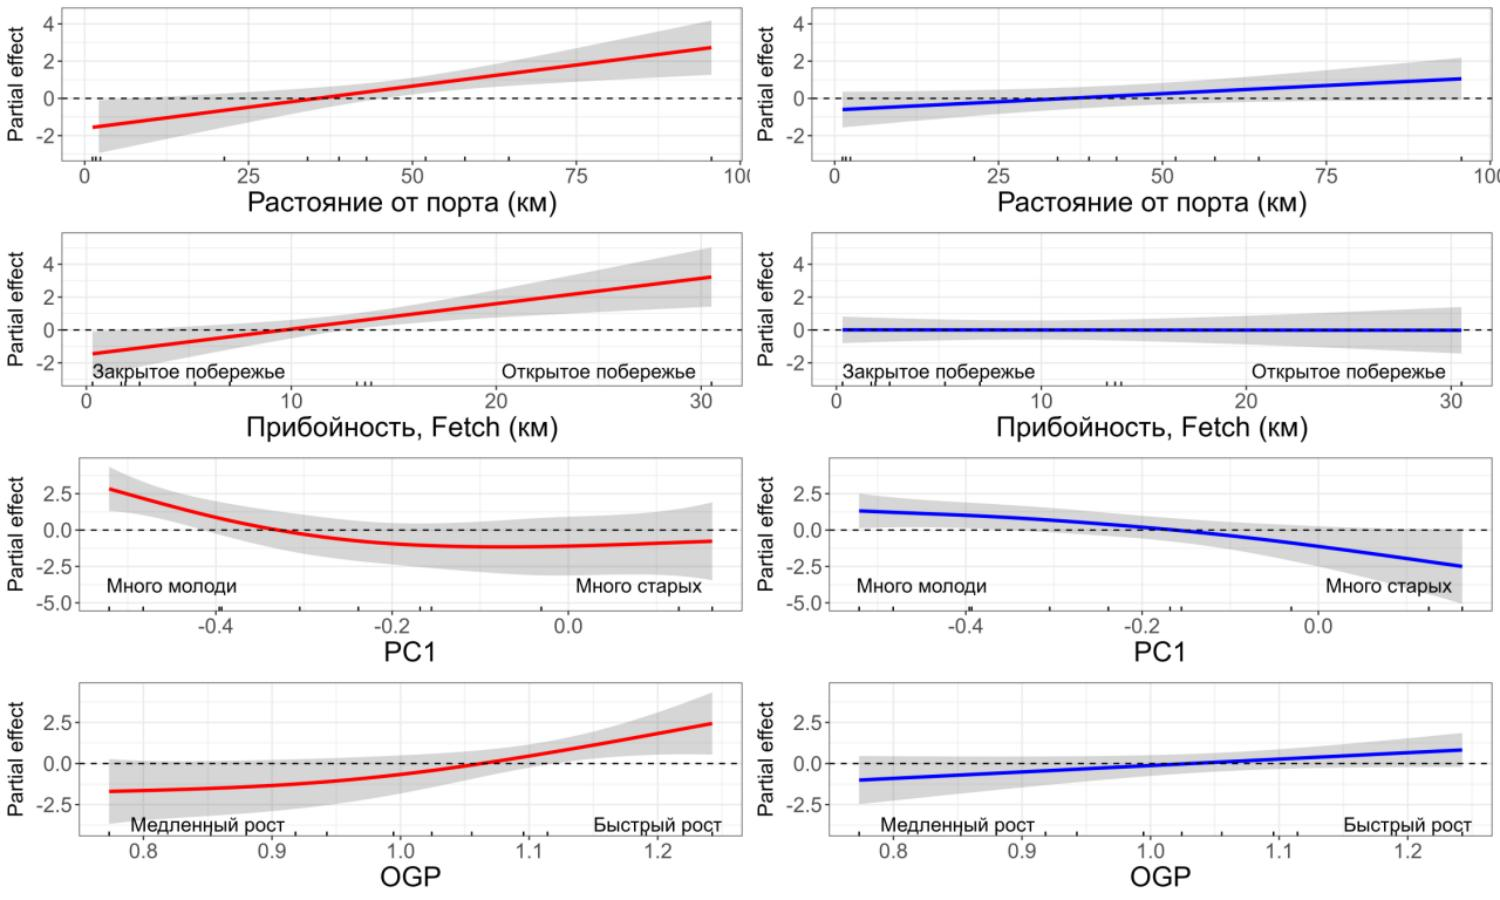 Partial effect
4
2
0
-2
0 25 50 75 100
Растояние от порта (км)
Partial effect
4
2
0
-2
0 25 50 75 100
Растояние от порта (км)
Partial effect
4
2
0
-2
Закрытое побережье Открытое побережье
0 10 20 30
Прибойность, Fetch (км)
Partial effect
4
2
0
-2
Закрытое побережье Открытое побережье
0 10 20 30
Прибойность, Fetch (км)
Partial effect
2.5
0.0
-2.5
-5.0
Много молоди Много старых
-0.4 -0.2 0.0
PC1
Partial effect
2.5
0.0
-2.5
-5.0
Много молоди Много старых
-0.4 -0.2 0.0
PC1
Partial effect
2.5
0.0
-2.5
Медленный рост Быстрый рост
0.8 0.9 1.0 1.1 1.2
OGP
Partial effect
2.5
0.0
-2.5
Медленный рост Быстрый рост
0.8 0.9 1.0 1.1 1.2
OGP